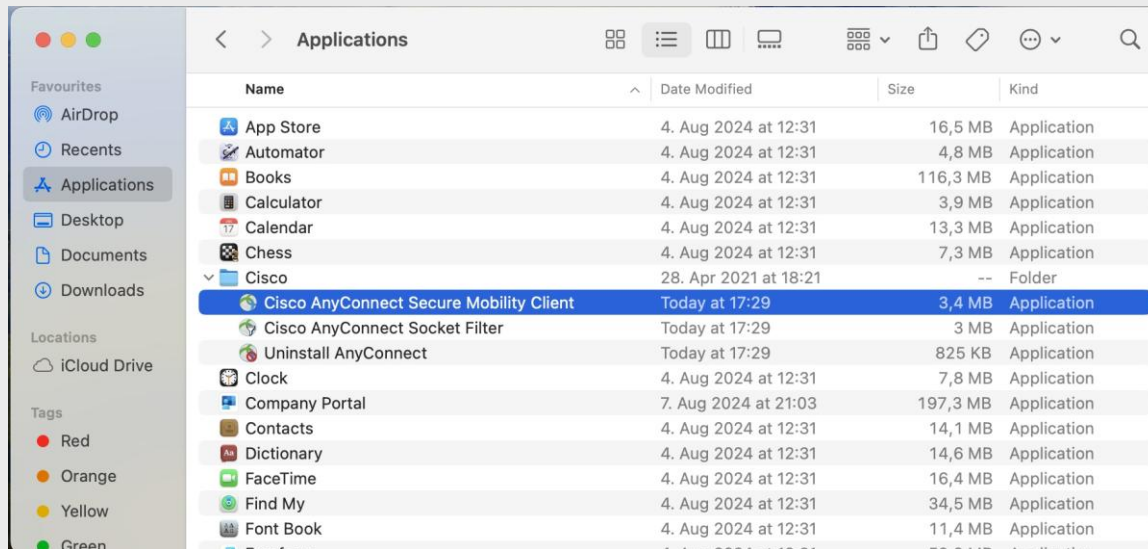 Applications
Favourites
AirDrop
Recents
Applications
Desktop
Documents
Downloads
Locations
iCloud Drive
Tags
Red
Orange
Yellow
Green
Name Date Modified Size Kind
App Store 4. Aug 2024 at 12:31 16,5 MB Application
Automator 4. Aug 2024 at 12:31 4,8 MB Application
Books 4. Aug 2024 at 12:31 116,3 MB Application
Calculator 4. Aug 2024 at 12:31 3,9 MB Application
Calendar 4. Aug 2024 at 12:31 13,3 MB Application
Chess 4. Aug 2024 at 12:31 7,3 MB Application
Cisco 28. Apr 2021 at 18:21 -- Folder
Cisco AnyConnect Secure Mobility Client Today at 17:29 3,4 MB Application
Cisco AnyConnect Socket Filter Today at 17:29 3 MB Application
Uninstall AnyConnect Today at 17:29 825 KB Application
Clock 4. Aug 2024 at 12:31 7,8 MB Application
Company Portal 7. Aug 2024 at 21:03 197,3 MB Application
Contacts 4. Aug 2024 at 12:31 14,1 MB Application
Dictionary 4. Aug 2024 at 12:31 14,6 MB Application
FaceTime 4. Aug 2024 at 12:31 16,4 MB Application
Find My 4. Aug 2024 at 12:31 34,5 MB Application
Font Book 4. Aug 2024 at 12:31 11,4 MB Application